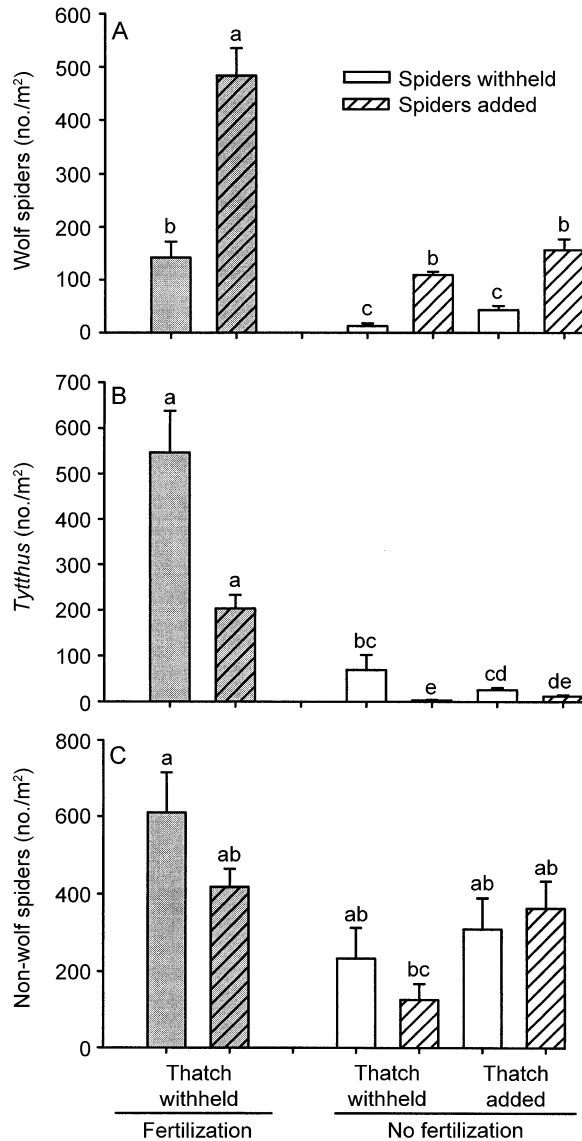 A
600
500
400
300
200
100
0
Wolf spiders (no./m²)
Spiders withheld
Spiders added
b
a
c
b
c
b
B
700
600
500
400
300
200
100
0
Tytthus (no./m²)
a
a
bc
e
cd
de
C
800
600
400
200
0
Non-wolf spiders (no./m²)
a
ab
ab
bc
ab
ab
Thatch withheld
Thatch withheld
Thatch added
Fertilization
No fertilization